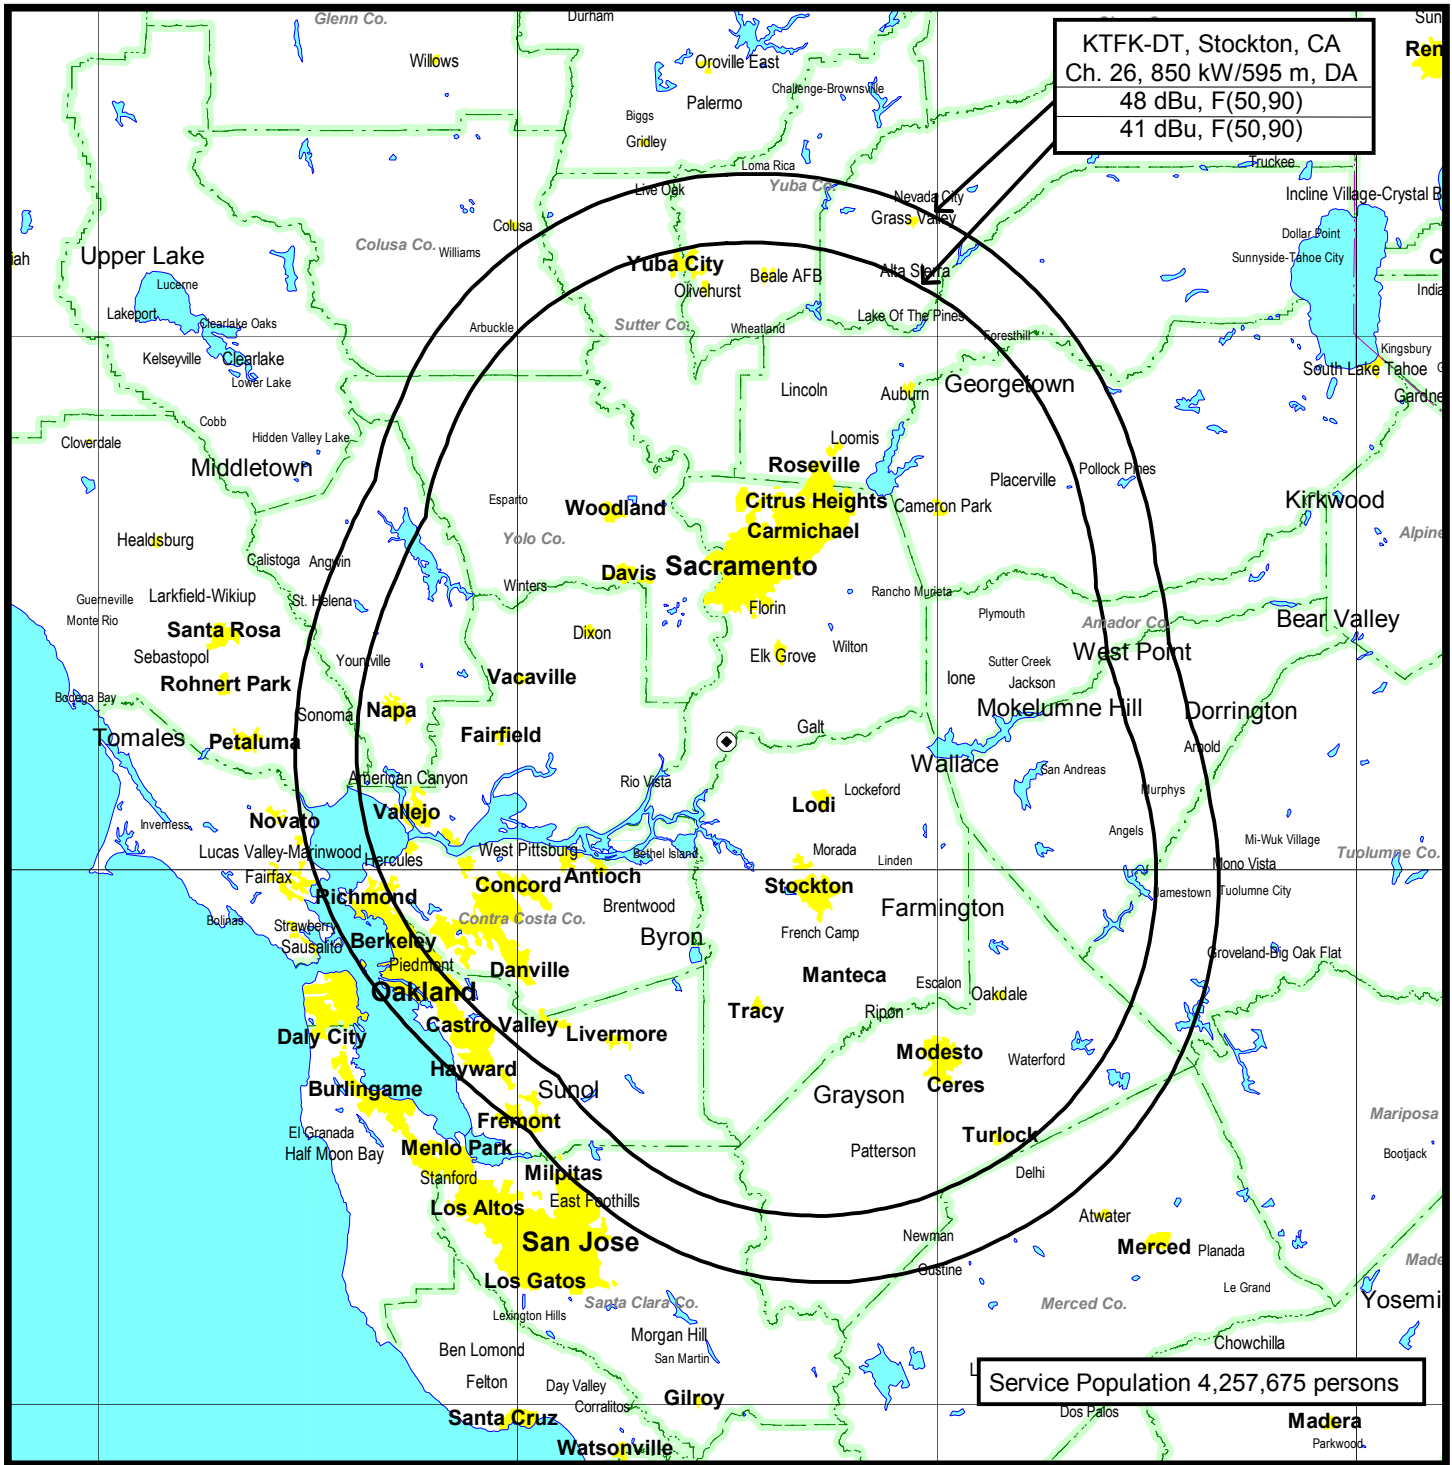 Glenn Co.
Durham
Sun
KTFK-DT, Stockton, CA
Ch. 26, 850 kW/595 m, DA
48 dBu, F(50,90)
41 dBu, F(50,90)
Ren
Willows
Oroville East
Challenge-Brownsville
Palermo
Biggs
Gridley
Loma Rica
Truckee
Live Oak
Yuba Co.
Nevada City
Incline Village-Crystal B
Grass Valley
Colusa
Dollar Point
Colusa Co.
Williams
Upper Lake
iah
Sunnyside-Tahoe City
C
Yuba City
Beale AFB
Alta Sierra
Lucerne
Olivehurst
India
Lakeport
Clearlake Oaks
Arbuckle
Sutter Co.
Wheatland
Lake Of The Pines
Foresthill
Kelseyville
Clearlake
Kingsbury
South Lake Tahoe
G
Lower Lake
Lincoln
Auburn
Georgetown
Gardne
Cobb
Cloverdale
Hidden Valley Lake
Loomis
Middletown
Roseville
Pollock Pines
Placerville
Esparto
Woodland
Citrus Heights
Cameron Park
Kirkwood
Carmichael
Alpine
Healdsburg
Yolo Co.
Calistoga
Angwin
Sacramento
Davis
Winters
Rancho Murieta
Guerneville
Larkfield-Wikiup
St. Helena
Florin
Plymouth
Monte Rio
Amador Co.
Bear Valley
Santa Rosa
Dixon
Wilton
West Point
Sebastopol
Yountville
Elk Grove
Sutter Creek
Rohnert Park
Vacaville
Ione
Jackson
Bodega Bay
Sonoma
Napa
Mokelumne Hill
Dorrington
Tomales
Petaluma
Fairfield
Galt
Arnold
Wallace
San Andreas
American Canyon
Rio Vista
Lockeford
Murphys
Vallejo
Lodi
Inverness
Novato
Angels
Mi-Wuk Village
Lucas Valley-Marinwood
Hercules
West Pittsburg
Bethel Island
Morada
Linden
Mono Vista
Tuolumne Co.
Fairfax
Concord
Antioch
Stockton
Jamestown
Tuolumne City
Richmond
Brentwood
Farmington
Bolinas
Strawberry
Contra Costa Co.
French Camp
Sausalito
Berkeley
Byron
Groveland-Big Oak Flat
Piedmont
Danville
Manteca
Escalon
Oakdale
Oakland
Tracy
Ripon
Castro Valley
Livermore
Daly City
Modesto
Waterford
Hayward
Sunol
Ceres
Burlingame
Grayson
Fremont
Mariposa
El Granada
Turlock
Half Moon Bay
Menlo Park
Patterson
Bootjack
Milpitas
Delhi
Stanford
East Foothills
Los Altos
Atwater
San Jose
Newman
Merced
Planada
Made
Los Gatos
Gustine
Le Grand
Santa Clara Co.
Merced Co.
Yosemi
Lexington Hills
Morgan Hill
Chowchilla
Ben Lomond
San Martin
L
Felton
Day Valley
Service Population 4,257,675 persons
Gilroy
Corralitos
Santa Cruz
Dos Palos
Madera
Watsonville
Parkwood